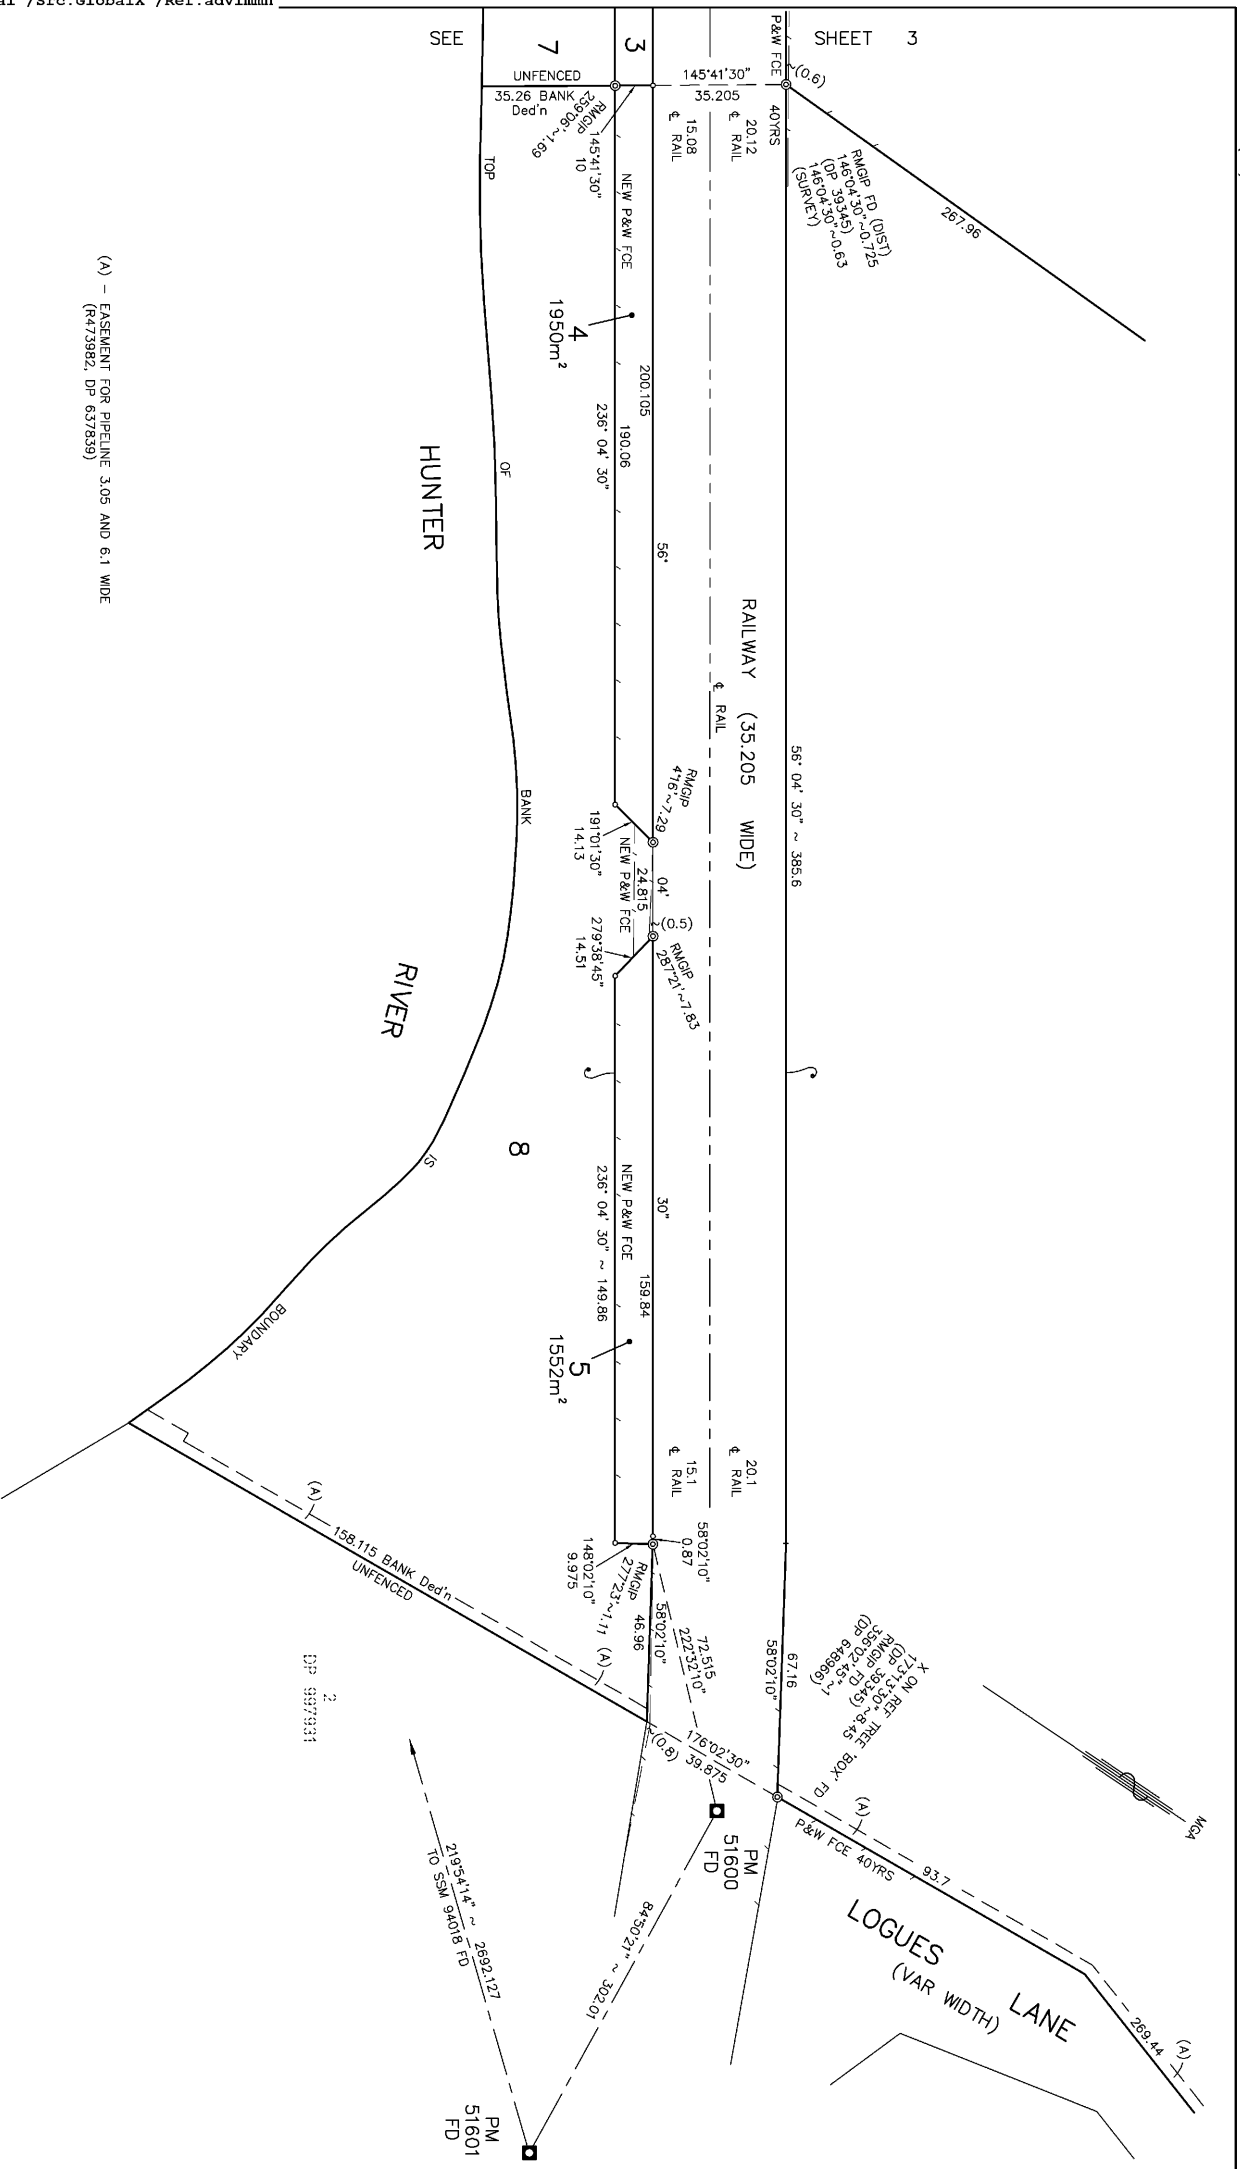 SEE
SHEET 3
7
3
UNFENCED
35.26 BANK
Ded'n
RMGIP
259°06'~1.69
145°41'30"
10
145°41'30"
35.205
P&W FCE
40YRS
~(0.6)
15.08
℄ RAIL
20.12
℄ RAIL
RMGIP FD (DIST)
146°04'30"~0.725
(DP 39345)
146°04'30"~0.63
(SURVEY)
267.96
TOP
NEW P&W FCE
4
1950m²
200.105
190.06
236° 04' 30"
(A) - EASEMENT FOR PIPELINE 3.05 AND 6.1 WIDE
(R473982, DP 637839)
HUNTER
OF
56°
RAILWAY (35.205 WIDE)
℄ RAIL
56° 04' 30" ~ 385.6
BANK
RMGIP
4°16'~7.29
191°01'30"
14.13
NEW P&W FCE
24.815
04'
~(0.5)
RMGIP
287°21'~7.83
279°38'45"
14.51
RIVER
8
IS
NEW P&W FCE
30"
236° 04' 30" ~ 149.86
159.84
5
1552m²
BOUNDARY
15.1
℄ RAIL
20.1
℄ RAIL
58°02'10"
0.87
148°02'10"
9.975
RMGIP
277°23'~1.11
46.96
58°02'10"
72.515
222°32'10"
(A)
158.115 BANK Ded'n
UNFENCED
(A)
2
DP 997931
67.16
58°02'10"
X ON REF TREE 'BOX' FD
173°13'30"~8.45
(DP 39345)
RMGIP FD
356°02'45"~1
(DP 648966)
~(0.8)
176°02'30"
39.875
MGA
(A)
P&W FCE 40YRS
93.7
PM
51600
FD
LOGUES LANE
(VAR WIDTH)
84°50'21" ~ 302.01
219°54'14" ~ 2692.127
TO SSM 94018 FD
269.44
(A)
PM
51601
FD